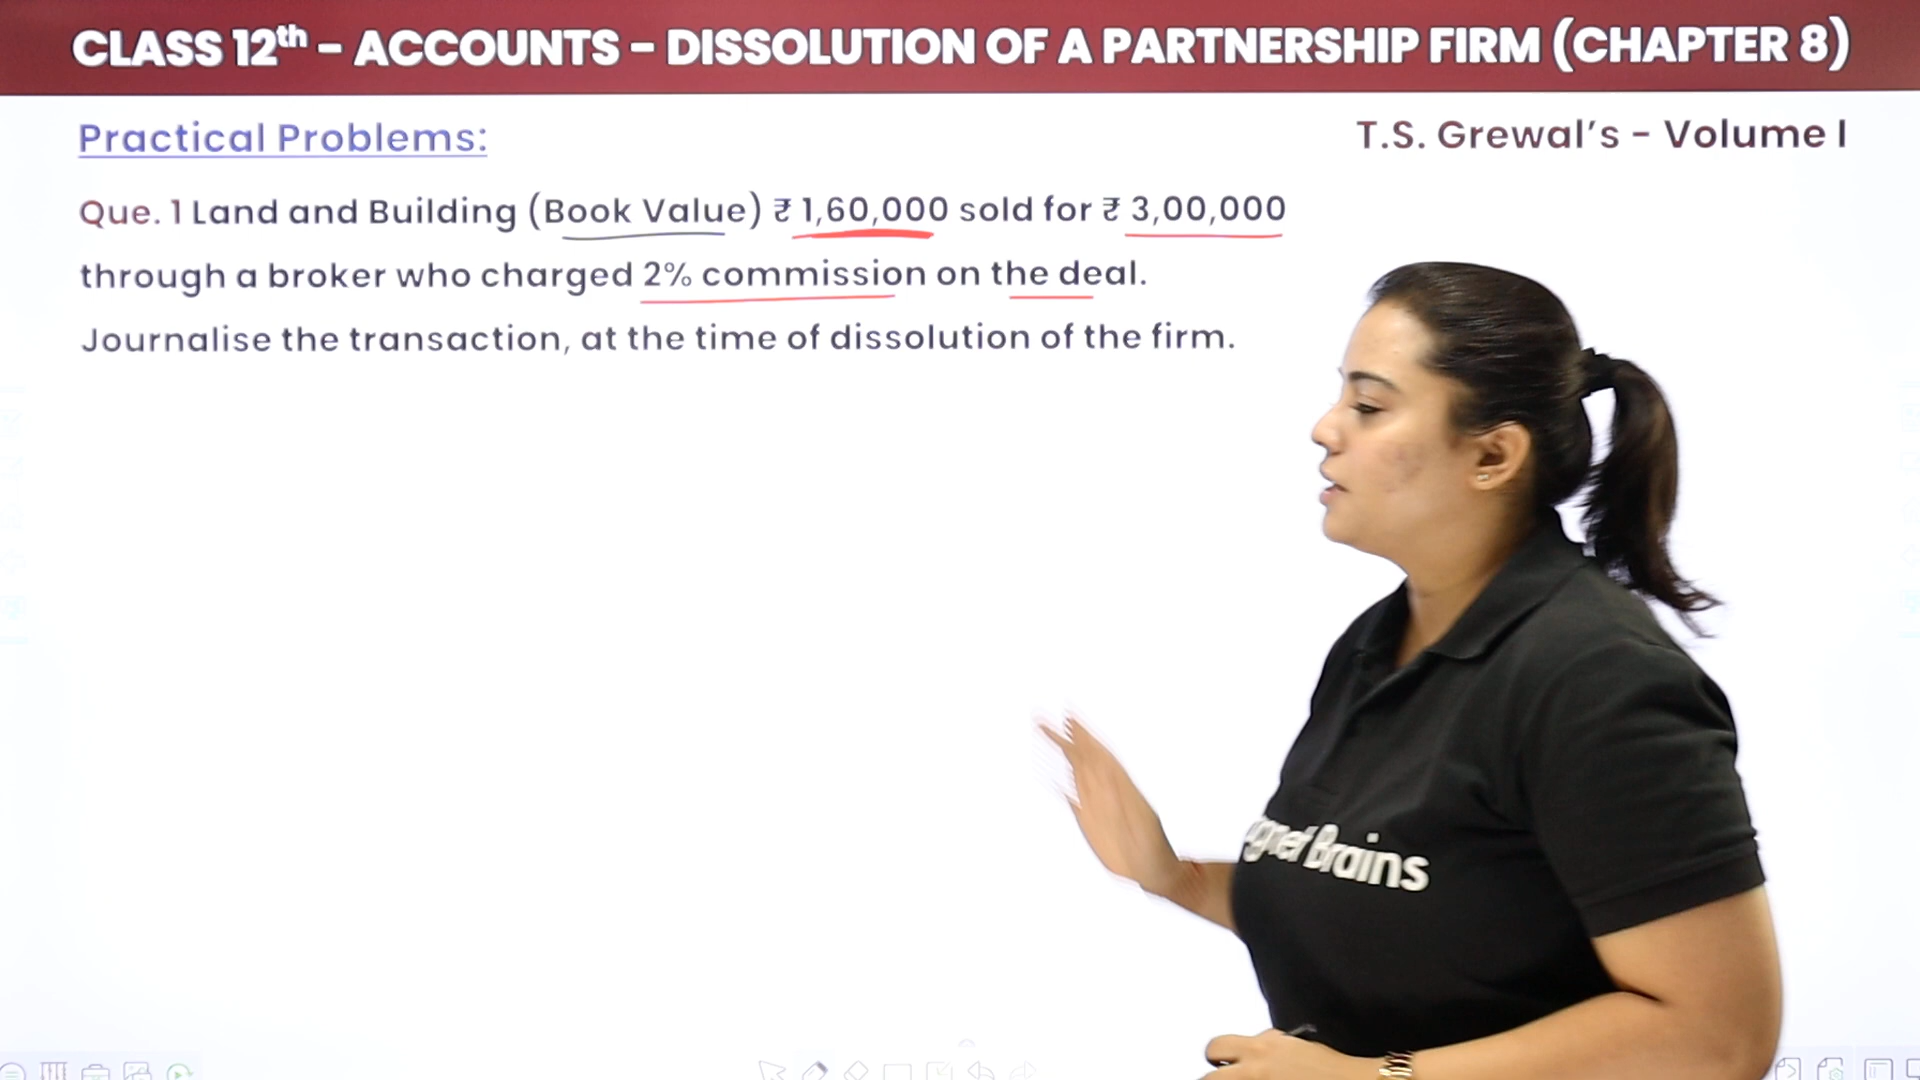 CLASS 12th – ACCOUNTS – DISSOLUTION OF A PARTNERSHIP FIRM (CHAPTER 8)
Practical Problems:
T.S. Grewal's – Volume I
Que. 1 Land and Building (Book Value) ₹ 1,60,000 sold for ₹ 3,00,000
through a broker who charged 2% commission on the deal.
Journalise the transaction, at the time of dissolution of the firm.
Brains